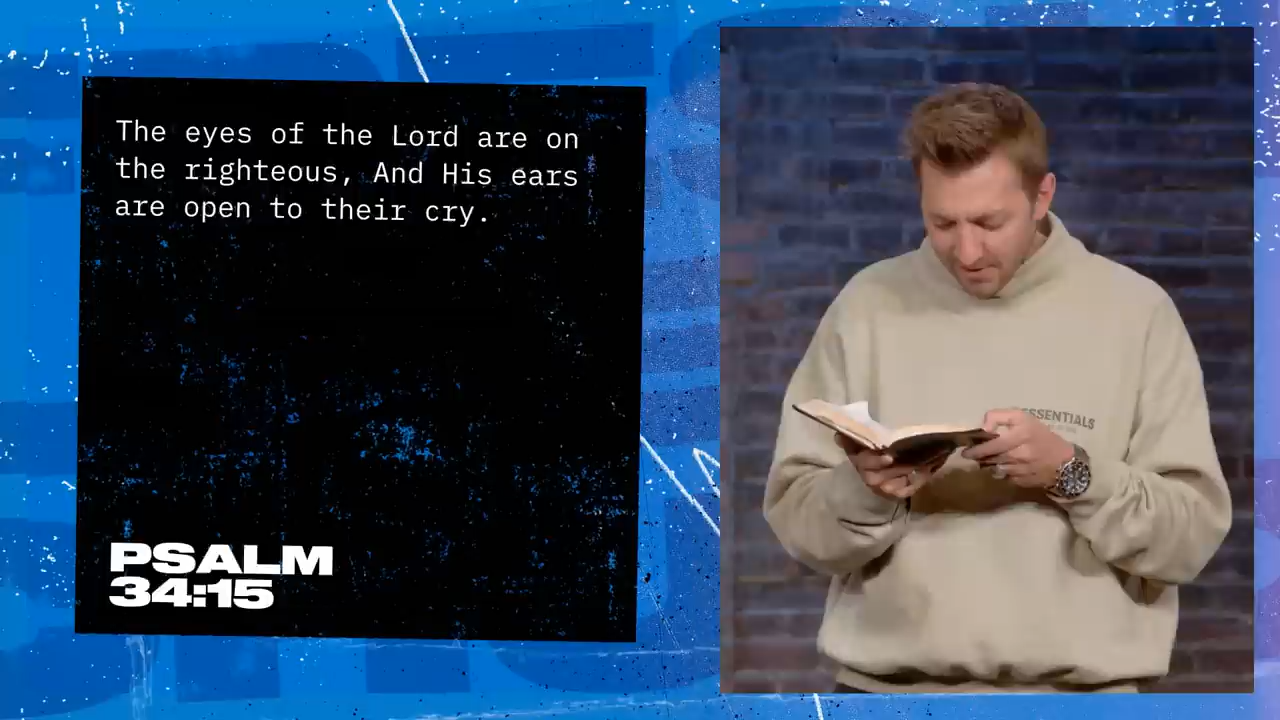 The eyes of the Lord are on
the righteous, And His ears
are open to their cry.
PSALM
34:15
ESSENTIALS